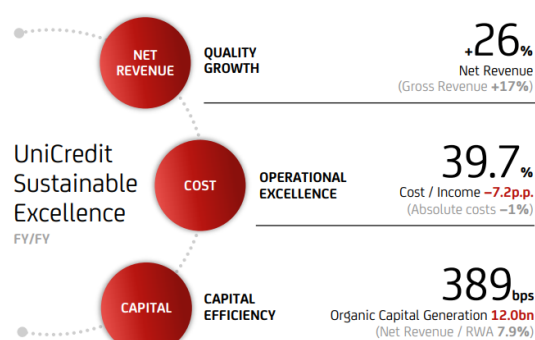 NET
REVENUE
QUALITY
GROWTH
+26%
Net Revenue
(Gross Revenue +17%)
UniCredit
Sustainable
Excellence
FY/FY
COST
OPERATIONAL
EXCELLENCE
39.7%
Cost / Income –7.2p.p.
(Absolute costs –1%)
CAPITAL
CAPITAL
EFFICIENCY
389bps
Organic Capital Generation 12.0bn
(Net Revenue / RWA 7.9%)